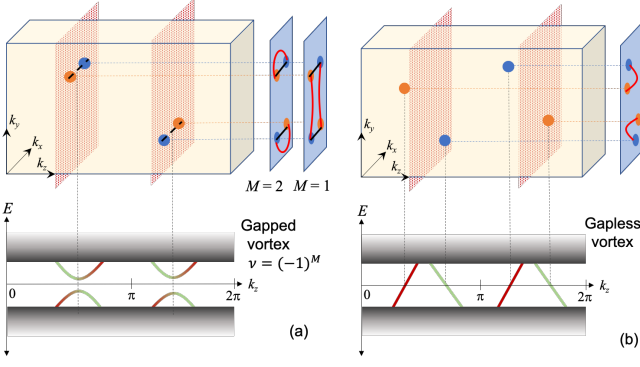 k_y
k_x
k_z
M = 2
M = 1
E
Gapped
vortex
ν = (-1)^M
0
π
2π
k_z
(a)
k_y
k_x
k_z
E
Gapless
vortex
0
π
2π
k_z
(b)